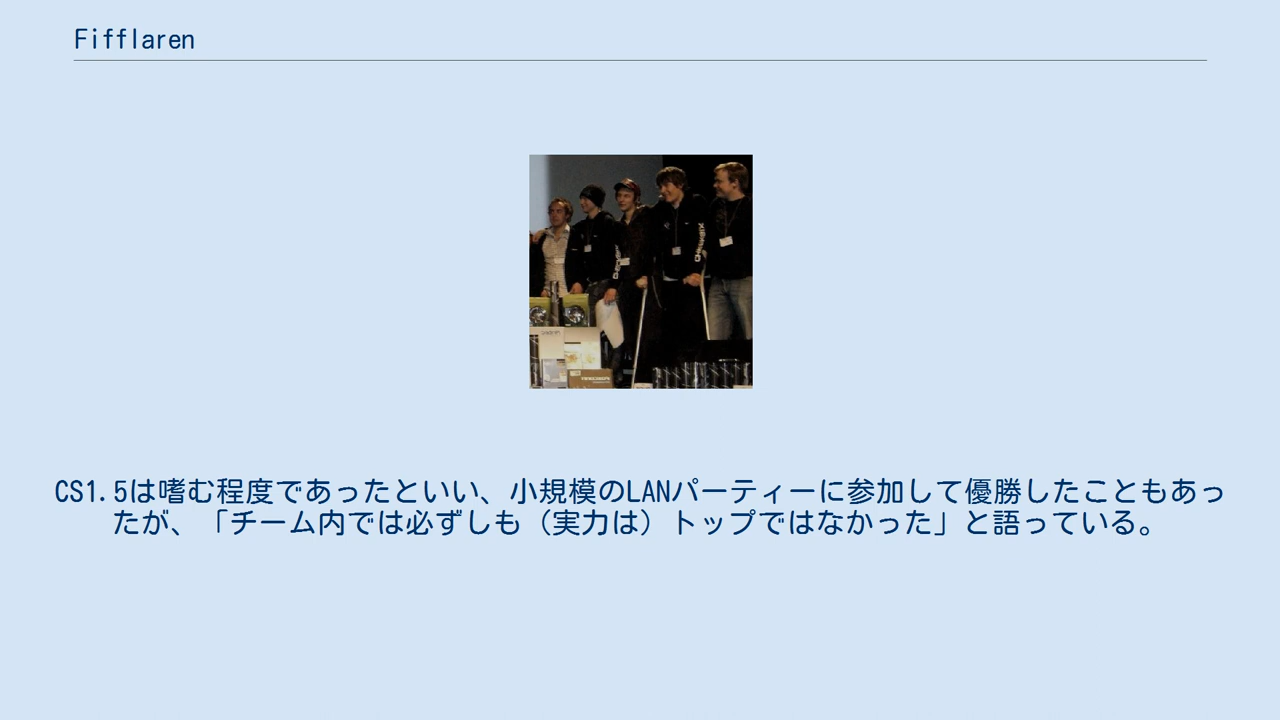 Fifflaren
CS1.5は嗜む程度であったといい、小規模のLANパーティーに参加して優勝したこともあっ
たが、「チーム内では必ずしも（実力は）トップではなかった」と語っている。